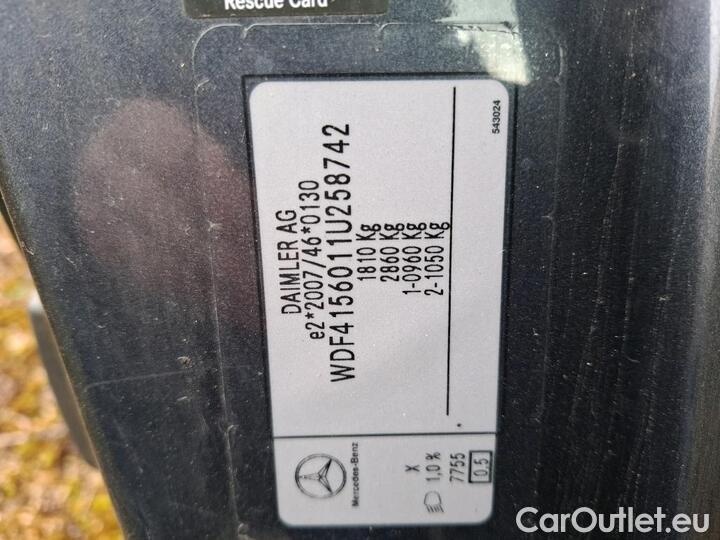 Rescue Card
DAIMLER AG
e2*2007/46*0130
WDF4156011U258742
1810 Kg
2860 Kg
1-0960 Kg
2-1050 Kg
543024
Mercedes-Benz
X
1,0%
7755
0.5
CarOutlet.eu